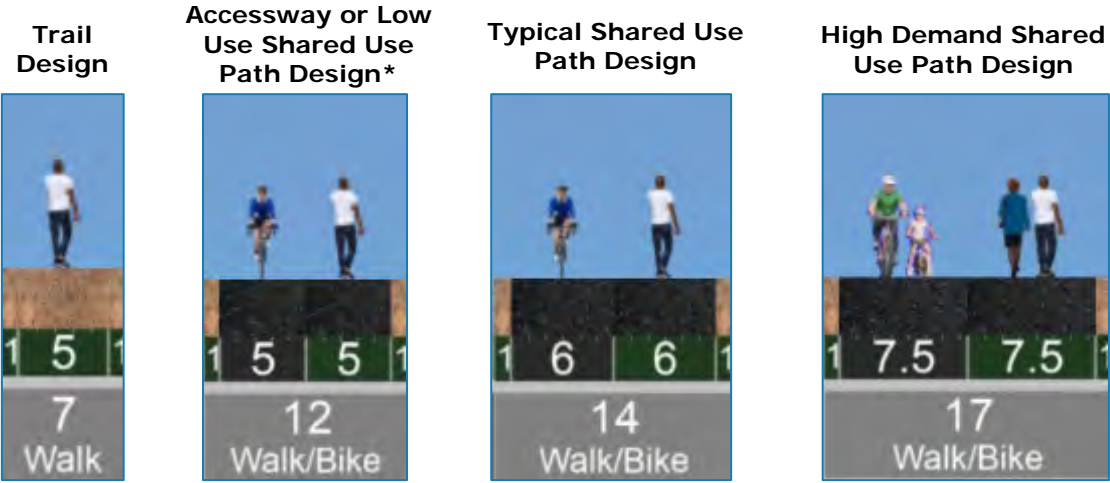 Trail
Design
Accessway or Low
Use Shared Use
Path Design*
Typical Shared Use
Path Design
High Demand Shared
Use Path Design
1 5 1
7
Walk
1 5 5 1
12
Walk/Bike
1 6 6 1
14
Walk/Bike
1 7.5 7.5 1
17
Walk/Bike